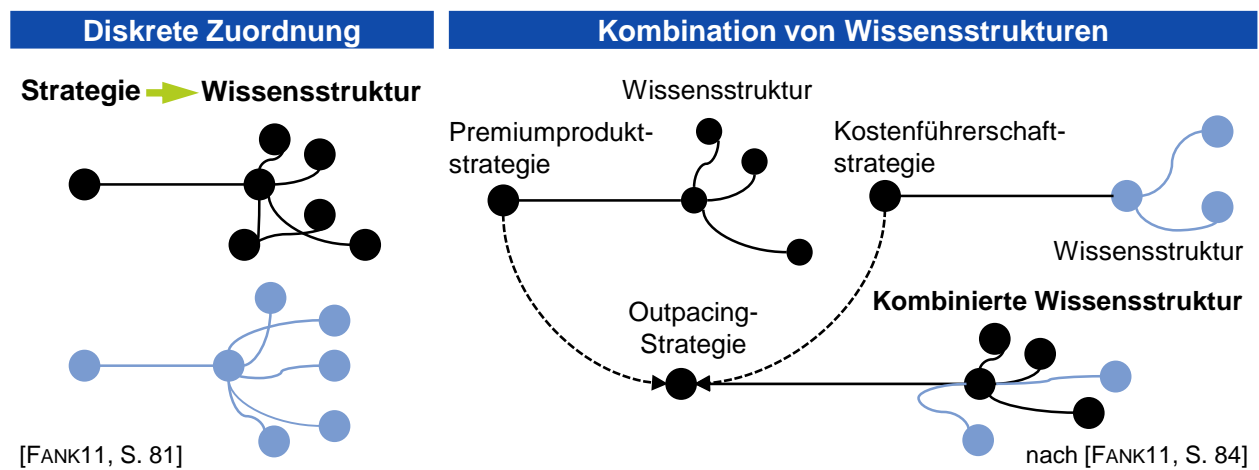 Diskrete Zuordnung
Strategie Wissensstruktur
[FANK11, S. 81]
Kombination von Wissensstrukturen
Wissensstruktur
Premiumprodukt-
strategie
Kostenführerschaft-
strategie
Wissensstruktur
Kombinierte Wissensstruktur
Outpacing-
Strategie
nach [FANK11, S. 84]